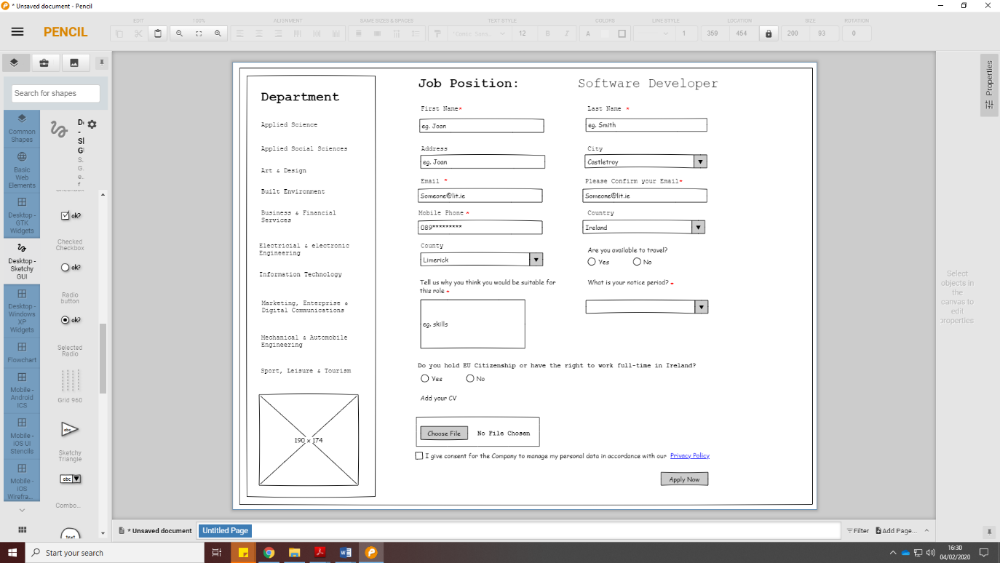 * Unsaved document - Pencil
PENCIL
EDIT
100%
ALIGNMENT
SAME SIZES & SPACES
TEXT STYLE
COLORS
LINE STYLE
LOCATION
SIZE
ROTATION
12
B
I
A
1
359
454
200
93
0
Search for shapes
Common
Shapes
Basic
Web
Elements
Desktop -
GTK
Widgets
Desktop -
Sketchy
GUI
Desktop -
Windows
XP
Widgets
Flowchart
Mobile -
Android
ICS
Mobile -
iOS UI
Stencils
Mobile -
iOS
Wirefra...
ok?
Checked
Checkbox
ok?
Radio
button
ok?
Selected
Radio
Grid 960
abc
Sketchy
Triangle
abc
Combo...
text
Department
Applied Science
Applied Social Sciences
Art & Design
Built Environment
Business & Financial
Services
Electricial & electronic
Engineering
Information Technology
Marketing, Enterprise &
Digital Communications
Mechanical & Automobile
Engineering
Sport, Leisure & Tourism
190 x 174
Job Position: Software Developer
First Name* Last Name *
eg. Joan eg. Smith
Address City
eg. Joan Castletroy
Email * Please Confirm your Email*
Someone@lit.ie Someone@lit.ie
Mobile Phone * Country
089********* Ireland
County Are you available to travel?
Limerick Yes No
Tell us why you think you would be suitable for
this role *
What is your notice period? *
eg. skills
Do you hold EU Citizenship or have the right to work full-time in Ireland?
Yes No
Add your CV
Choose File No File Chosen
I give consent for the Company to manage my personal data in accordance with our Privacy Policy
Apply Now
Properties
Select
objects in
the
canvas to
edit
properties
* Unsaved document
Untitled Page
Filter
Add Page...
Start your search
16:30
04/02/2020